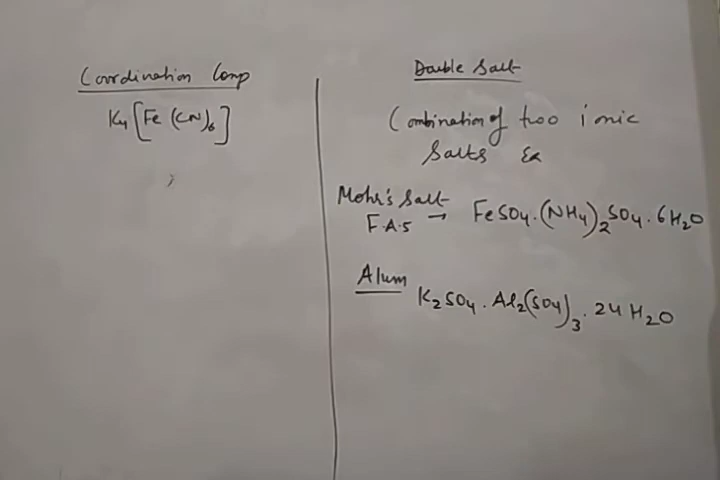 Coordination Comp
K4[Fe(CN)6]
Double Salt
Combination of two ionic
Salts Ex
Mohr's Salt
F.A.S → FeSO4.(NH4)2SO4.6H2O
Alum
K2SO4.Al2(SO4)3.24H2O